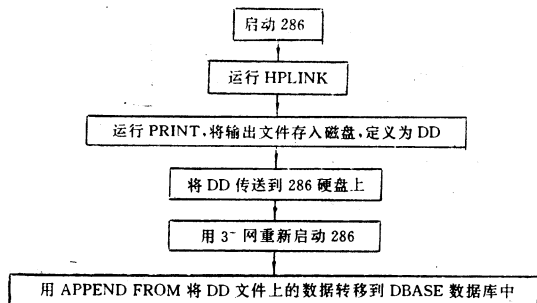 启动 286
运行 HPLINK
运行 PRINT,将输出文件存入磁盘,定义为 DD
将 DD 传送到 286 硬盘上
用 3⁻ 网重新启动 286
用 APPEND FROM 将 DD 文件上的数据转移到 DBASE 数据库中